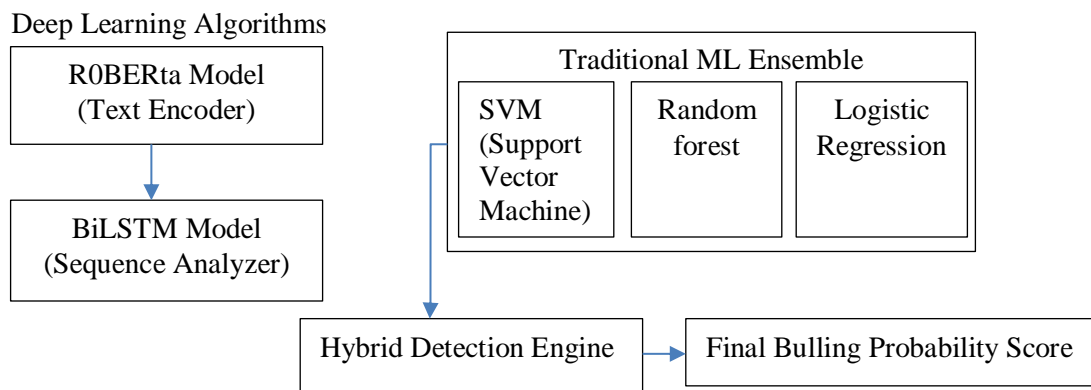 Deep Learning Algorithms
R0BERta Model
(Text Encoder)
BiLSTM Model
(Sequence Analyzer)
Traditional ML Ensemble
SVM
(Support
Vector
Machine)
Random
forest
Logistic
Regression
Hybrid Detection Engine
Final Bulling Probability Score